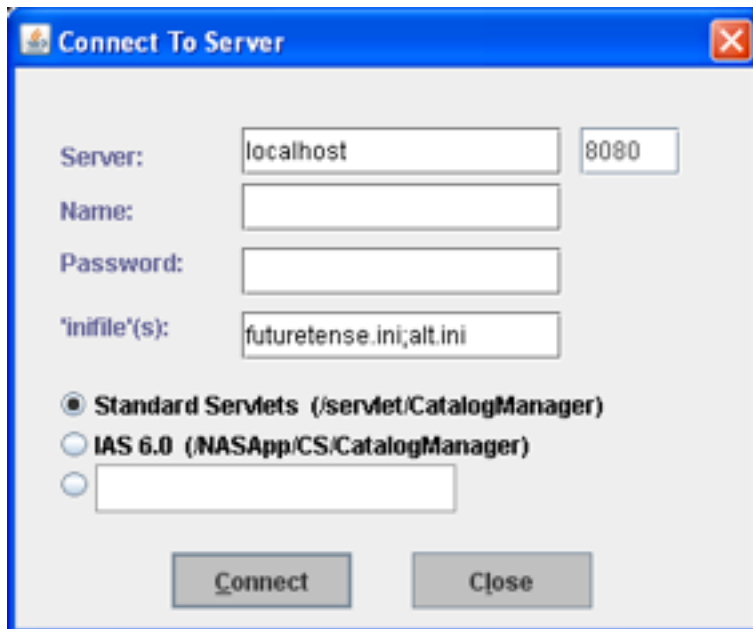 Connect To Server
Server: localhost 8080
Name:
Password:
'inifile'(s): futuretense.ini;alt.ini
Standard Servlets (/servlet/CatalogManager)
IAS 6.0 (/NASApp/CS/CatalogManager)
Connect Close